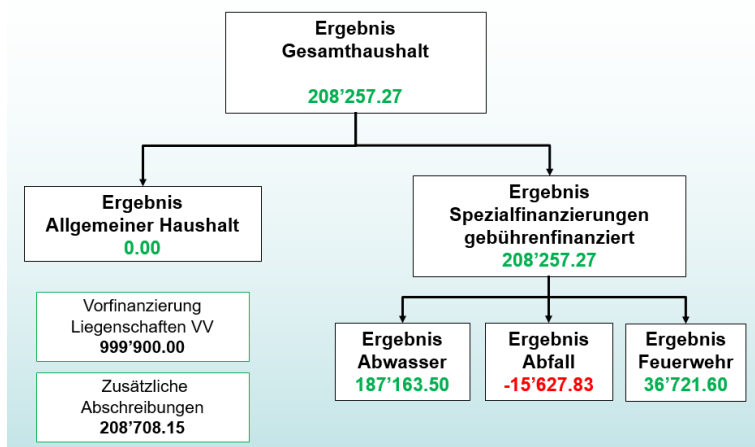 Ergebnis
Gesamthaushalt
208’257.27
Ergebnis
Allgemeiner Haushalt
0.00
Ergebnis
Spezialfinanzierungen
gebührenfinanziert
208’257.27
Vorfinanzierung
Liegenschaften VV
999’900.00
Zusätzliche
Abschreibungen
208’708.15
Ergebnis
Abwasser
187’163.50
Ergebnis
Abfall
-15’627.83
Ergebnis
Feuerwehr
36’721.60